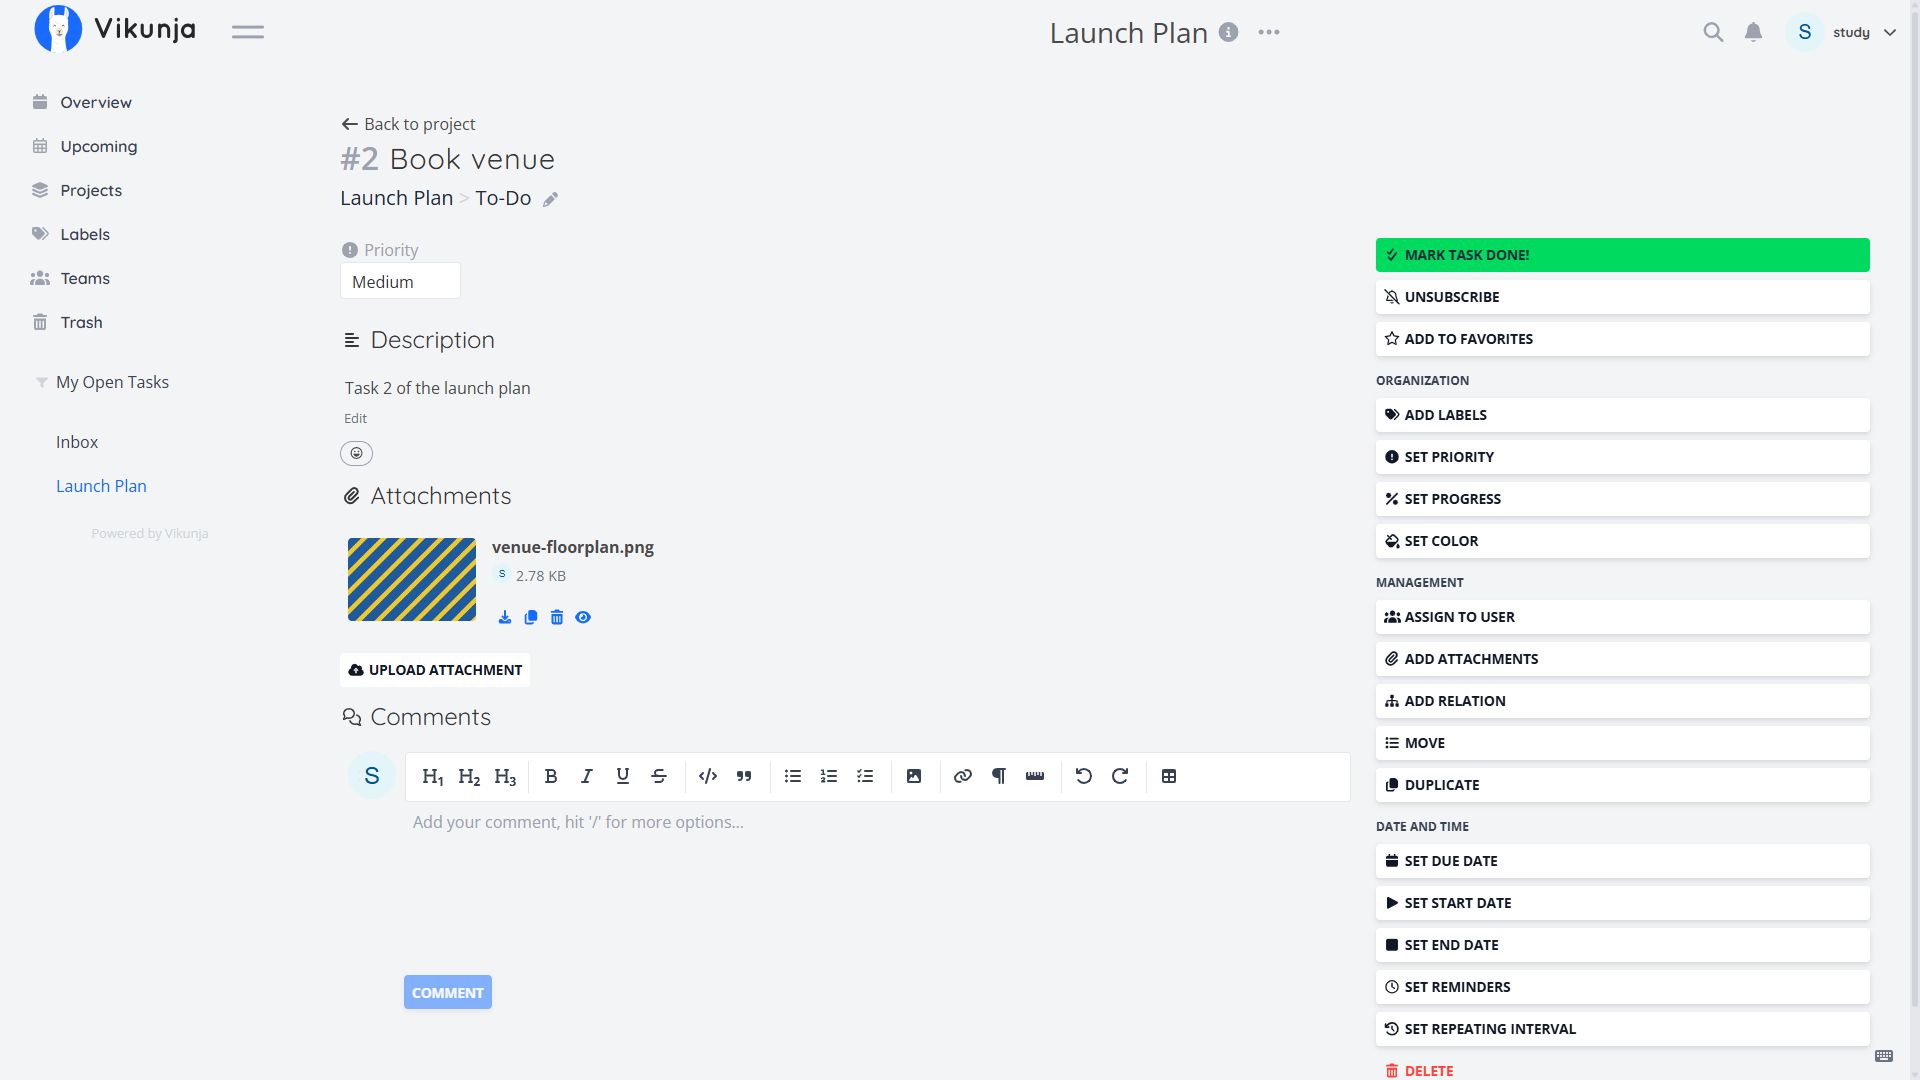 Vikunja
Launch Plan
S study
Overview
Upcoming
Projects
Labels
Teams
Trash
My Open Tasks
Inbox
Launch Plan
Powered by Vikunja
Back to project
#2 Book venue
Launch Plan > To-Do
Priority
Medium
Description
Task 2 of the launch plan
Edit
Attachments
venue-floorplan.png
S 2.78 KB
UPLOAD ATTACHMENT
Comments
S
H1 H2 H3 B I U S
Add your comment, hit '/' for more options...
COMMENT
MARK TASK DONE!
UNSUBSCRIBE
ADD TO FAVORITES
ORGANIZATION
ADD LABELS
SET PRIORITY
SET PROGRESS
SET COLOR
MANAGEMENT
ASSIGN TO USER
ADD ATTACHMENTS
ADD RELATION
MOVE
DUPLICATE
DATE AND TIME
SET DUE DATE
SET START DATE
SET END DATE
SET REMINDERS
SET REPEATING INTERVAL
DELETE